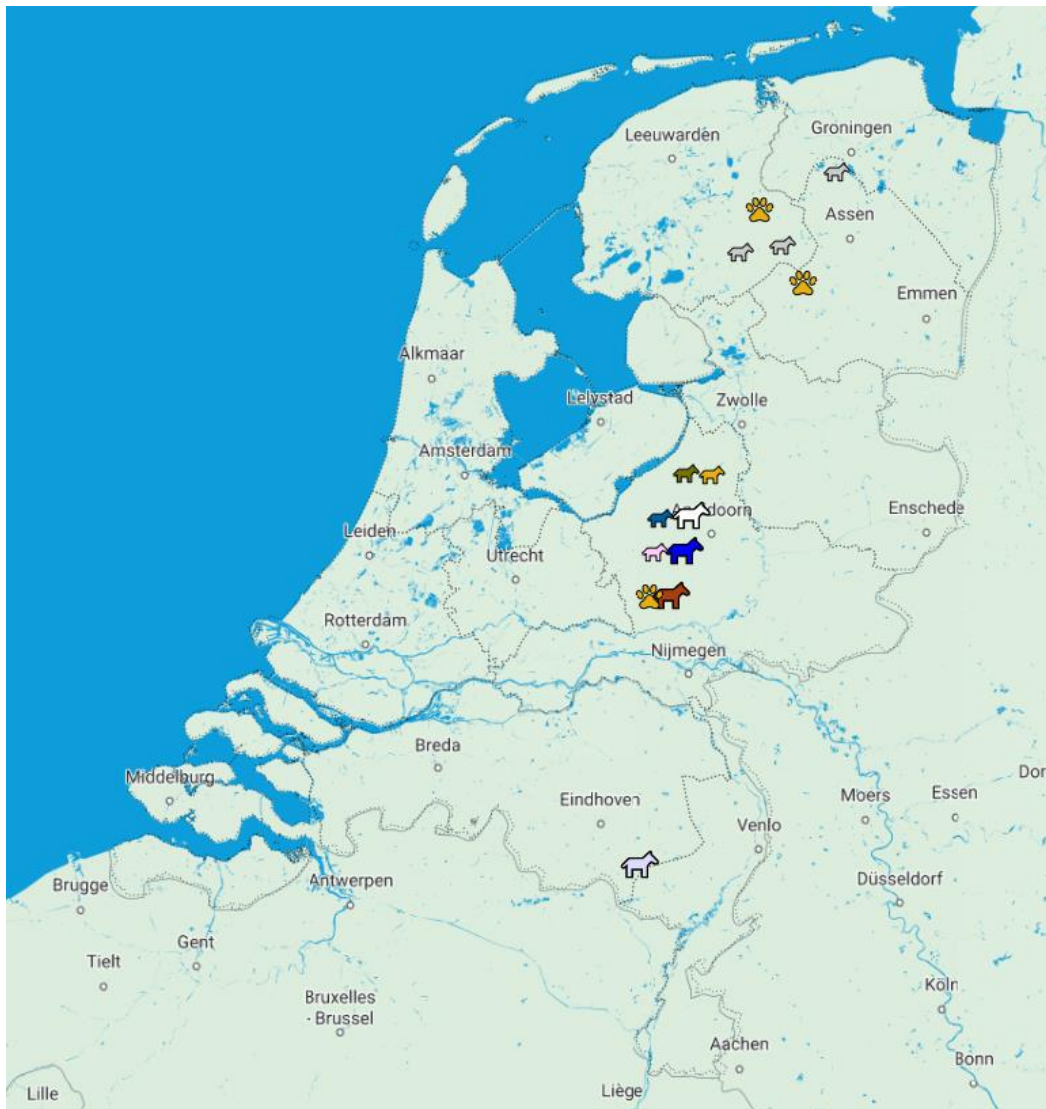 Leeuwarden
Groningen
Assen
Emmen
Alkmaar
Lelystad
Zwolle
Amsterdam
doorn
Enschede
Leiden
Utrecht
Rotterdam
Nijmegen
Breda
Middelburg
Eindhoven
Dor
Moers
Essen
Venlo
Brugge
Antwerpen
Düsseldorf
Gent
Tielt
Bruxelles
- Brussel
Köln
Aachen
Bonn
Lille
Liège